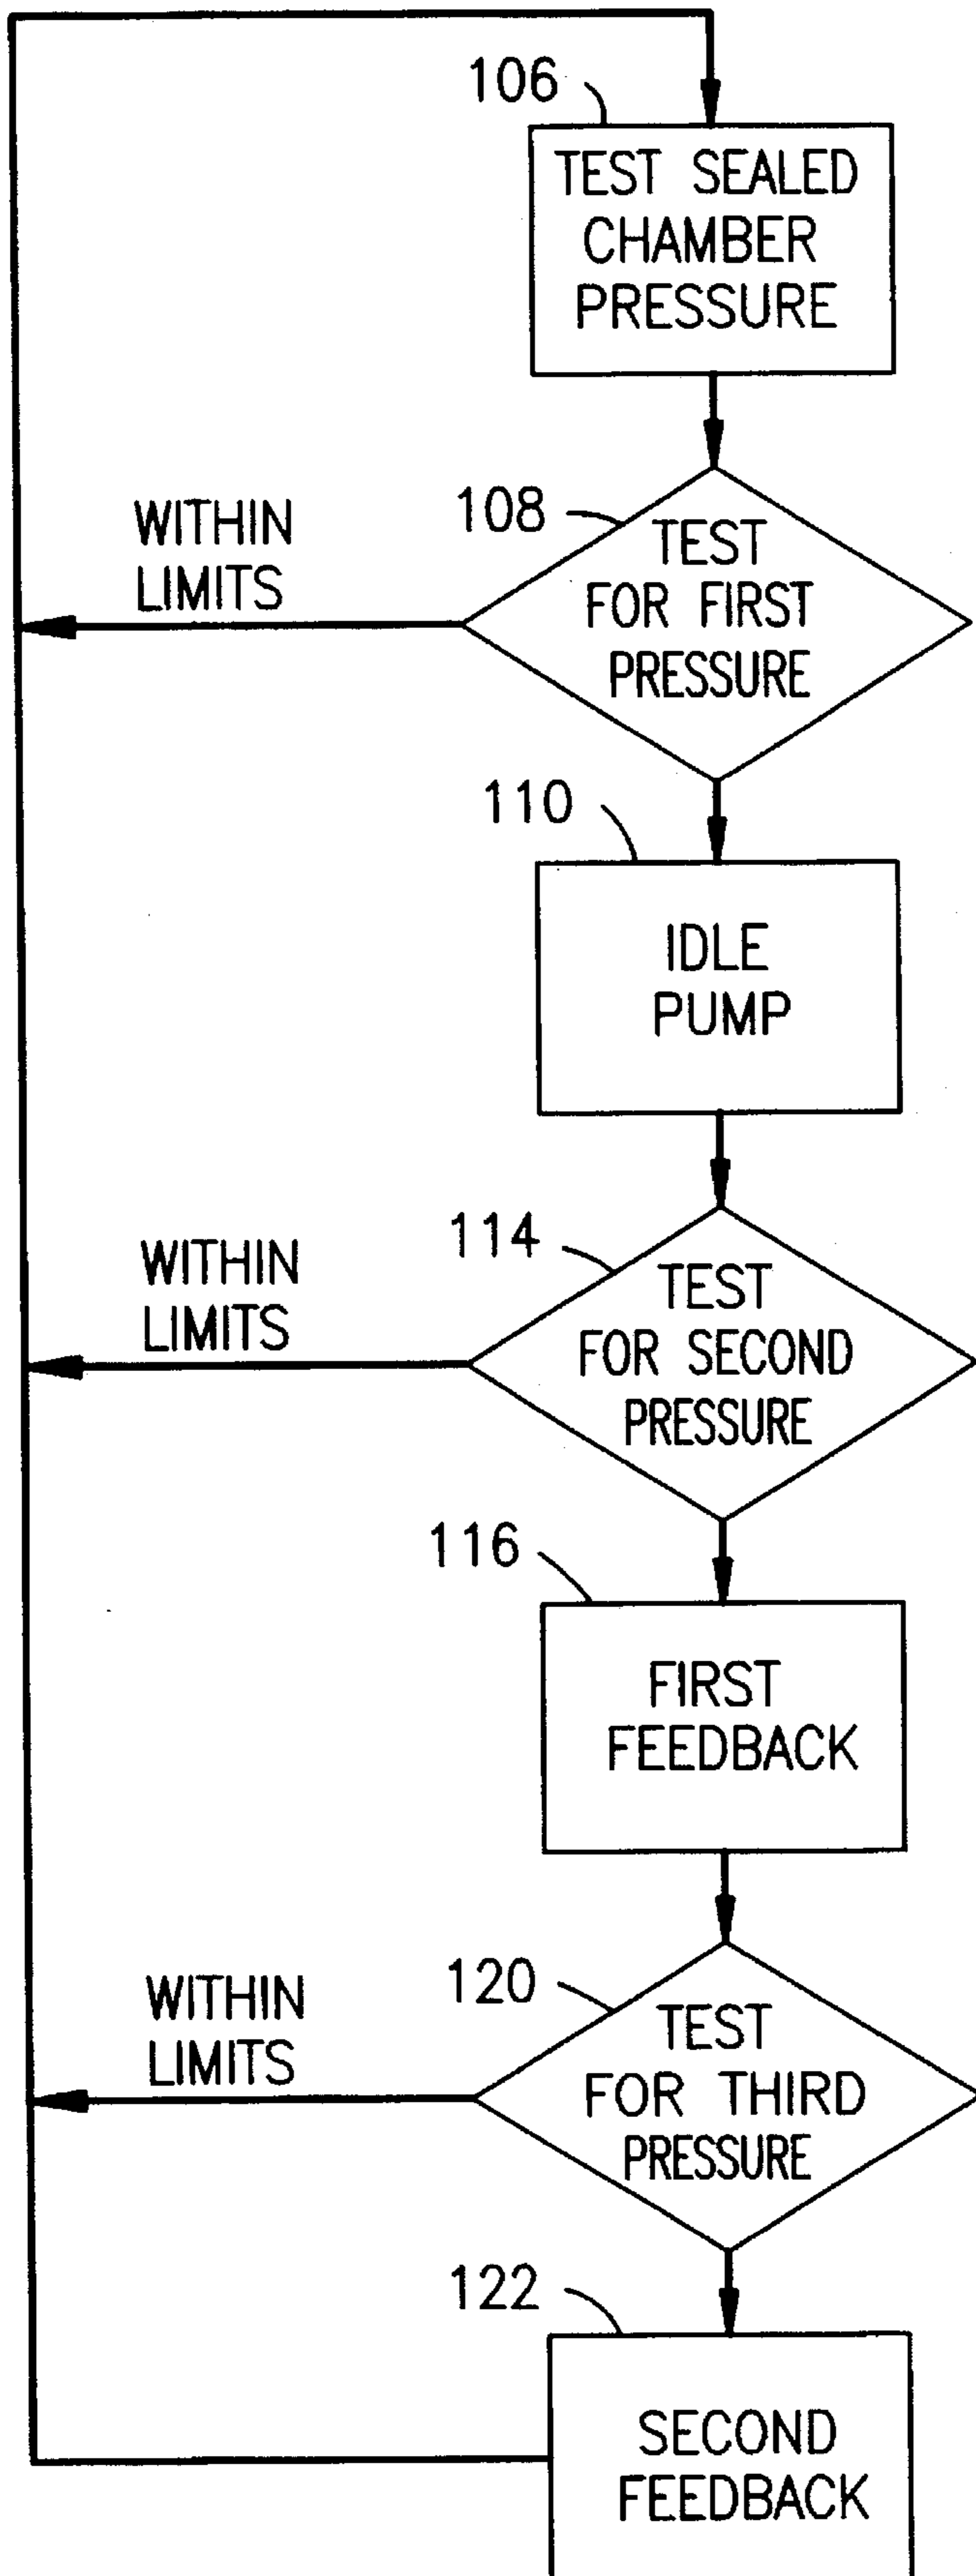 106
TEST SEALED
CHAMBER
PRESSURE
WITHIN
LIMITS
108
TEST
FOR FIRST
PRESSURE
110
IDLE
PUMP
WITHIN
LIMITS
114
TEST
FOR SECOND
PRESSURE
116
FIRST
FEEDBACK
WITHIN
LIMITS
120
TEST
FOR THIRD
PRESSURE
122
SECOND
FEEDBACK